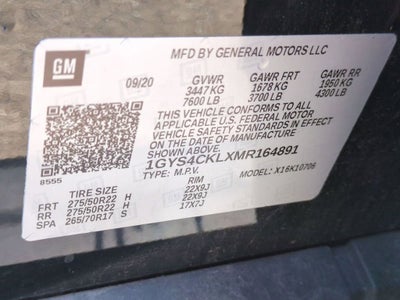 GM
MFD BY GENERAL MOTORS LLC
09/20 GVWR GAWR FRT GAWR RR
3447 KG 1678 KG 1950 KG
7600 LB 3700 LB 4300 LB
THIS VEHICLE CONFORMS TO ALL
APPLICABLE U.S. FEDERAL MOTOR
VEHICLE SAFETY STANDARDS IN EFFECT
ON THE DATE OF MANUFACTURE
SHOWN ABOVE.
1GYS4CKLXMR164891
8555 TYPE: M.P.V. MODEL: X16K10706
TIRE SIZE RIM
FRT 275/50R22 H 22X9J
RR 275/50R22 H 22X9J
SPA 265/70R17 S 17X7J